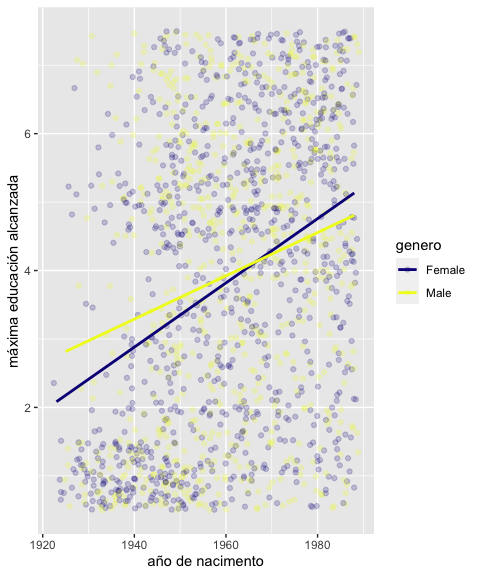 máxima educación alcanzada
6
4
2
1920
1940
1960
1980
año de nacimento
genero
Female
Male